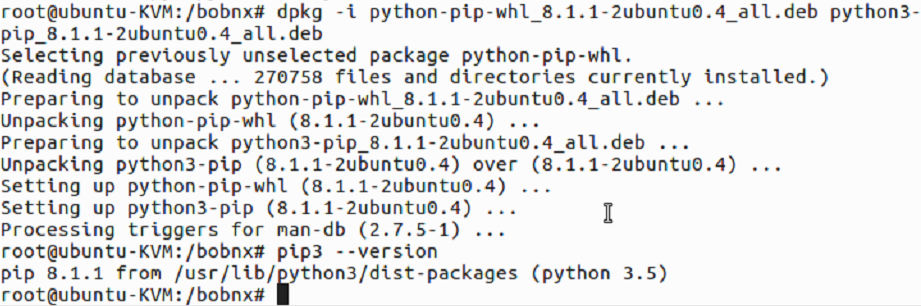 root@ubuntu-KVM:/bobnx# dpkg -i python-pip-whl_8.1.1-2ubuntu0.4_all.deb python3-
pip_8.1.1-2ubuntu0.4_all.deb
Selecting previously unselected package python-pip-whl.
(Reading database ... 270758 files and directories currently installed.)
Preparing to unpack python-pip-whl_8.1.1-2ubuntu0.4_all.deb ...
Unpacking python-pip-whl (8.1.1-2ubuntu0.4) ...
Preparing to unpack python3-pip_8.1.1-2ubuntu0.4_all.deb ...
Unpacking python3-pip (8.1.1-2ubuntu0.4) over (8.1.1-2ubuntu0.4) ...
Setting up python-pip-whl (8.1.1-2ubuntu0.4) ...
Setting up python3-pip (8.1.1-2ubuntu0.4) ...
Processing triggers for man-db (2.7.5-1) ...
root@ubuntu-KVM:/bobnx# pip3 --version
pip 8.1.1 from /usr/lib/python3/dist-packages (python 3.5)
root@ubuntu-KVM:/bobnx#